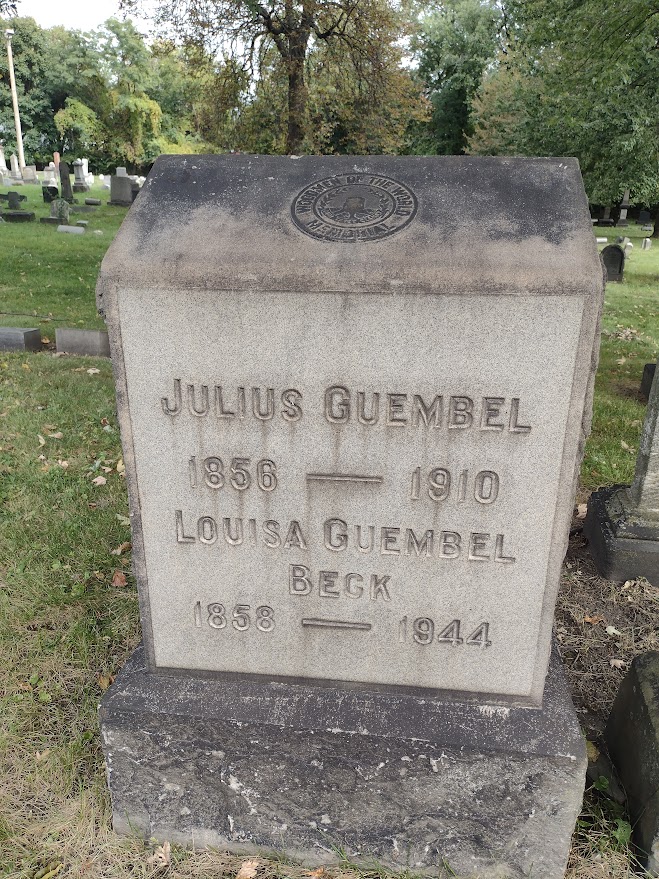 WOODMEN OF THE WORLD
MEMORIAL
JULIUS GUEMBEL
1856 — 1910
LOUISA GUEMBEL
BECK
1858 — 1944